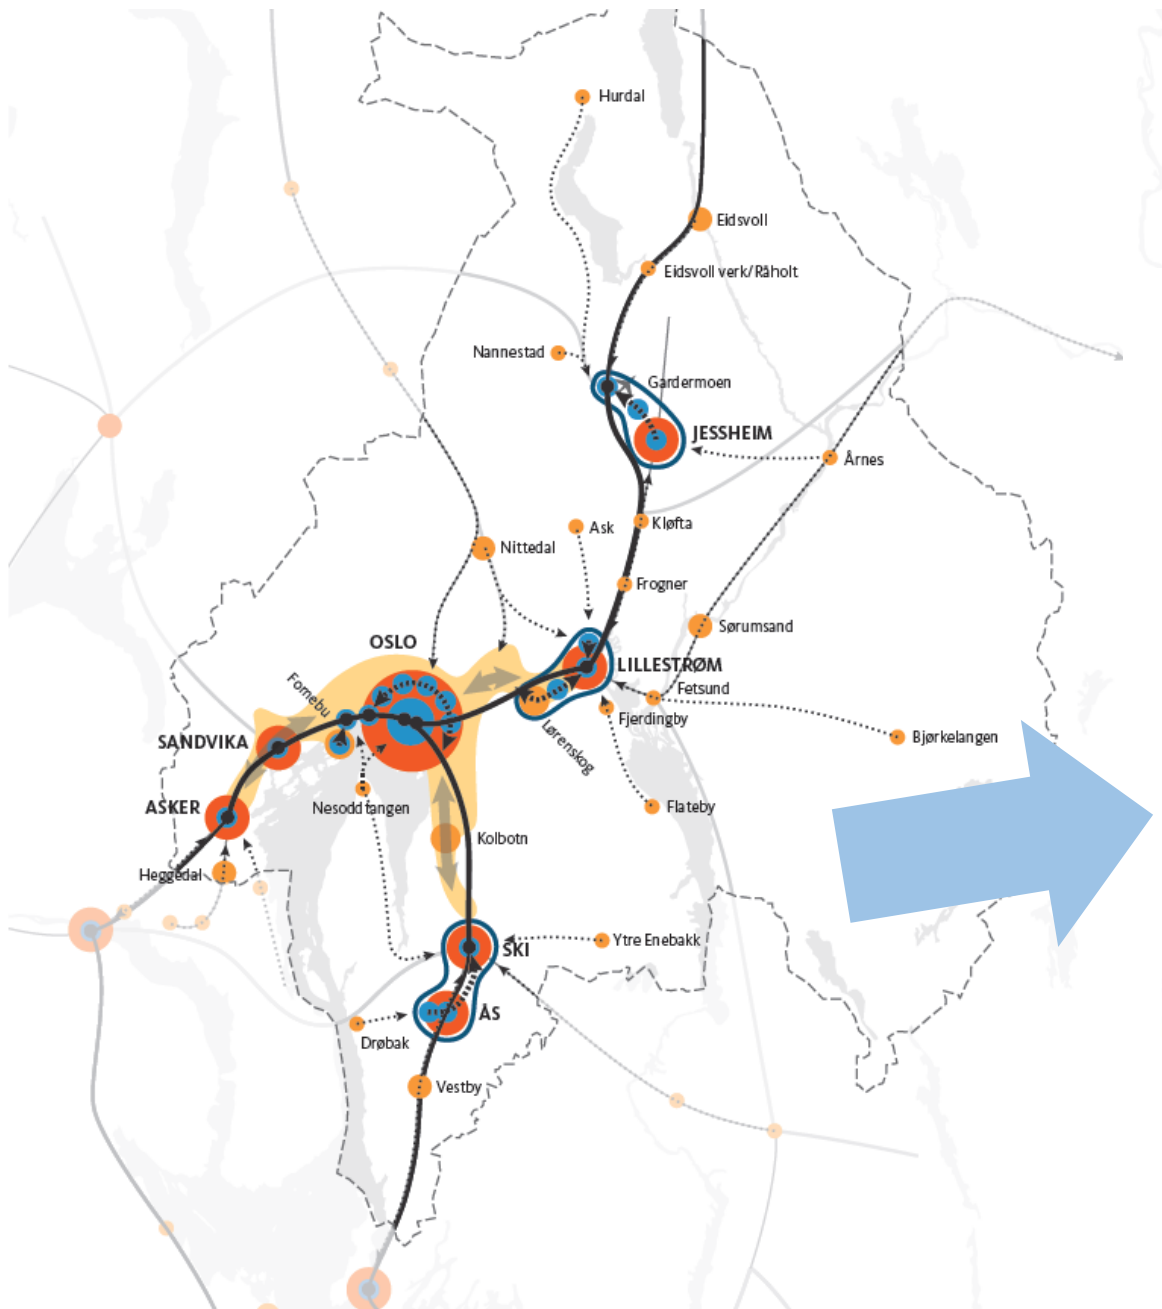 Hurdal
Eidsvoll
Eidsvoll verk/Råholt
Nannestad
Gardermoen
JESSHEIM
Årnes
Kløfta
Ask
Nittedal
Frogner
Sørumsand
OSLO
LILLESTRØM
Fetsund
Fornebu
Fjerdingby
Lørenskog
Bjørkelangen
SANDVIKA
ASKER
Nesoddtangen
Flateby
Kolbotn
Heggedal
Ytre Enebakk
SKI
ÅS
Drøbak
Vestby